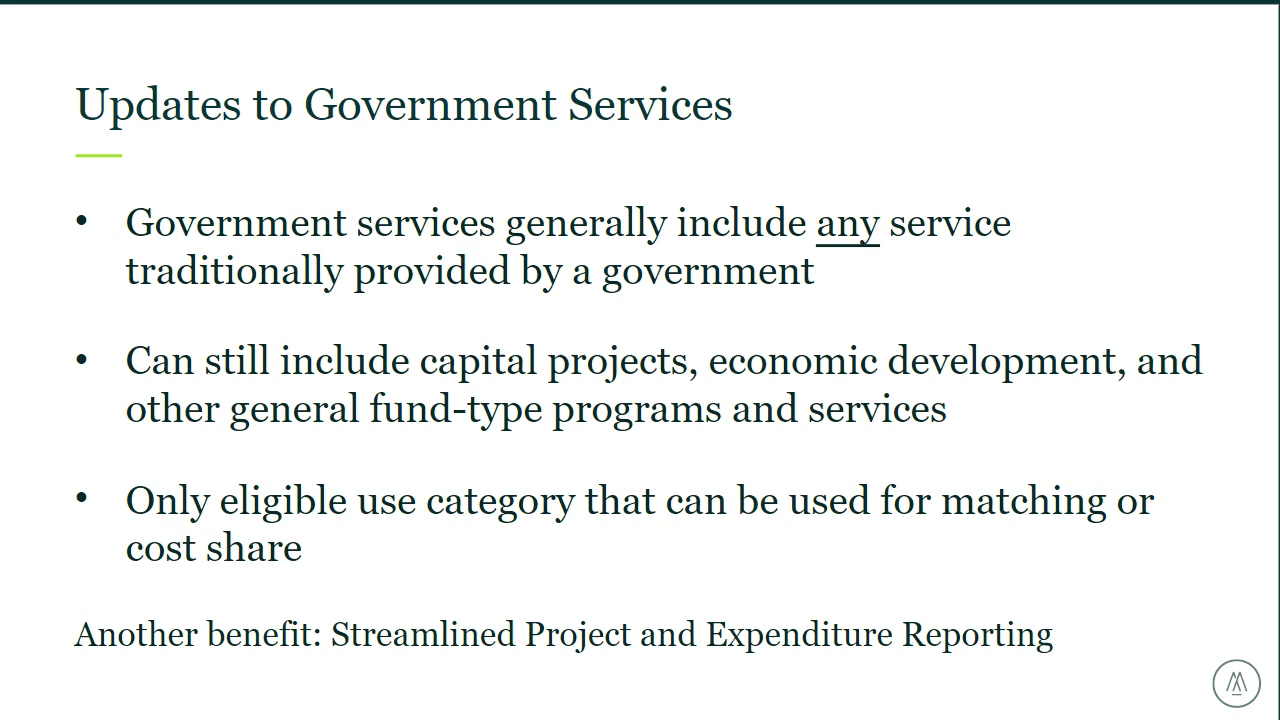 Updates to Government Services
• Government services generally include any service
traditionally provided by a government
• Can still include capital projects, economic development, and
other general fund-type programs and services
• Only eligible use category that can be used for matching or
cost share
Another benefit: Streamlined Project and Expenditure Reporting